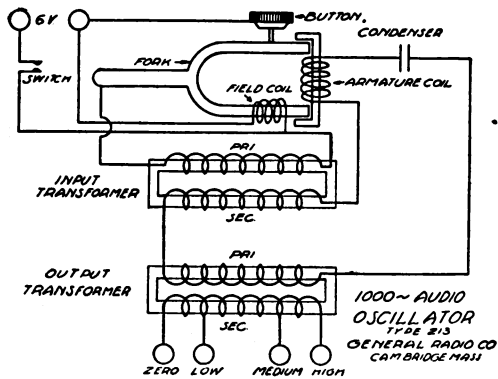 6V
BUTTON.
CONDENSER
FORK
SWITCH
FIELD COIL
ARMATURE COIL
PRI
INPUT
TRANSFORMER
SEC.
PRI
OUTPUT
TRANSFORMER
SEC.
1000~ AUDIO
OSCILLATOR
TYPE 213
GENERAL RADIO CO
CAMBRIDGE MASS
ZERO LOW MEDIUM HIGH